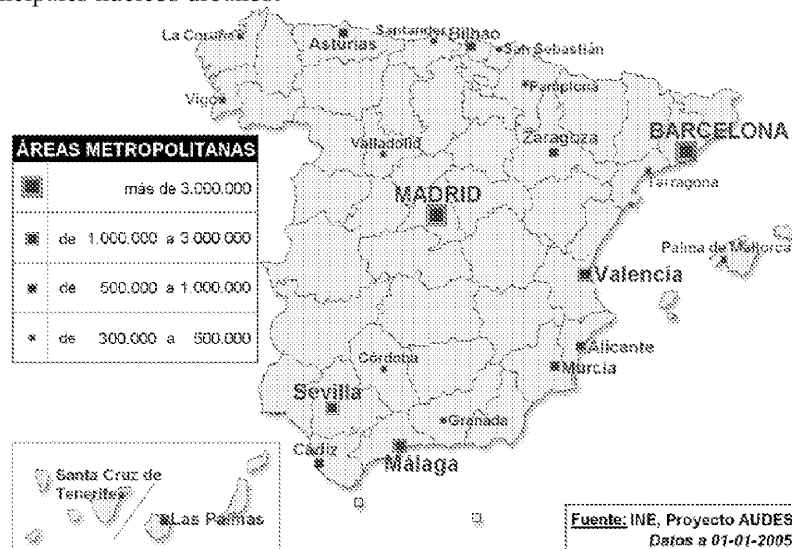 principales núcleos urbanos.
La Coruña
Asturias
Santander
Bilbao
San Sebastián
Pamplona
Vigo
Valladolid
Zaragoza
BARCELONA
Tarragona
ÁREAS METROPOLITANAS
más de 3.000.000
de 1.000.000 a 3.000.000
de 500.000 a 1.000.000
de 300.000 a 500.000
MADRID
Palma de Mallorca
Valencia
Alicante
Murcia
Córdoba
Sevilla
Granada
Cádiz
Málaga
Santa Cruz de
Tenerife
Las Palmas
Fuente: INE, Proyecto AUDES
Datos a 01-01-2005